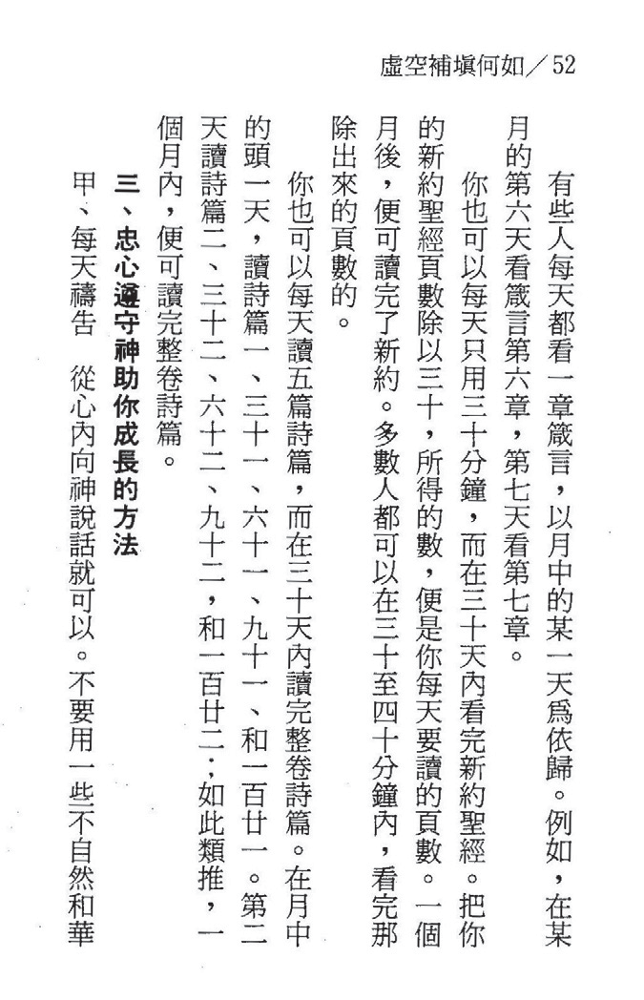 虛空補塡何如／52
有些人每天都看一章箴言，以月中的某一天爲依歸。例如，在某
月的第六天看箴言第六章，第七天看第七章。
你也可以每天只用三十分鐘，而在三十天內看完新約聖經。把你
的新約聖經頁數除以三十，所得的數，便是你每天要讀的頁數。一個
月後，便可讀完了新約。多數人都可以在三十至四十分鐘內，看完那
除出來的頁數的。
你也可以每天讀五篇詩篇，而在三十天內讀完整卷詩篇。在月中
的頭一天，讀詩篇一、三十一、六十一、九十一、和一百廿一。第二
天讀詩篇二、三十二、六十二、九十二，和一百廿二；如此類推，一
個月內，便可讀完整卷詩篇。
三、忠心遵守神助你成長的方法
甲、每天禱告　從心內向神說話就可以。不要用一些不自然和華